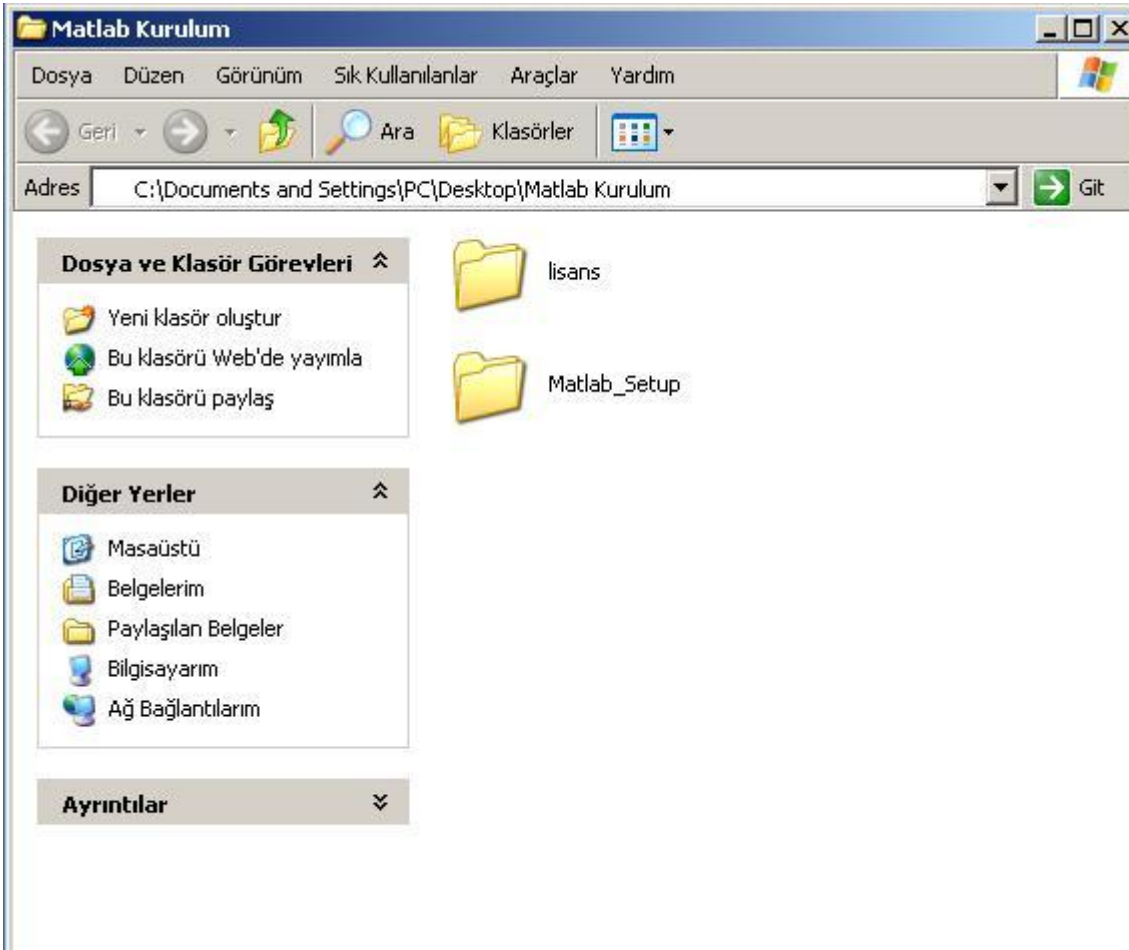 Matlab Kurulum
Dosya Düzen Görünüm Sık Kullanılanlar Araçlar Yardım
Geri Ara Klasörler
Adres C:\Documents and Settings\PC\Desktop\Matlab Kurulum Git
Dosya ve Klasör Görevleri
Yeni klasör oluştur
Bu klasörü Web'de yayımla
Bu klasörü paylaş
Diğer Yerler
Masaüstü
Belgelerim
Paylaşılan Belgeler
Bilgisayarım
Ağ Bağlantılarım
Ayrıntılar
lisans
Matlab_Setup